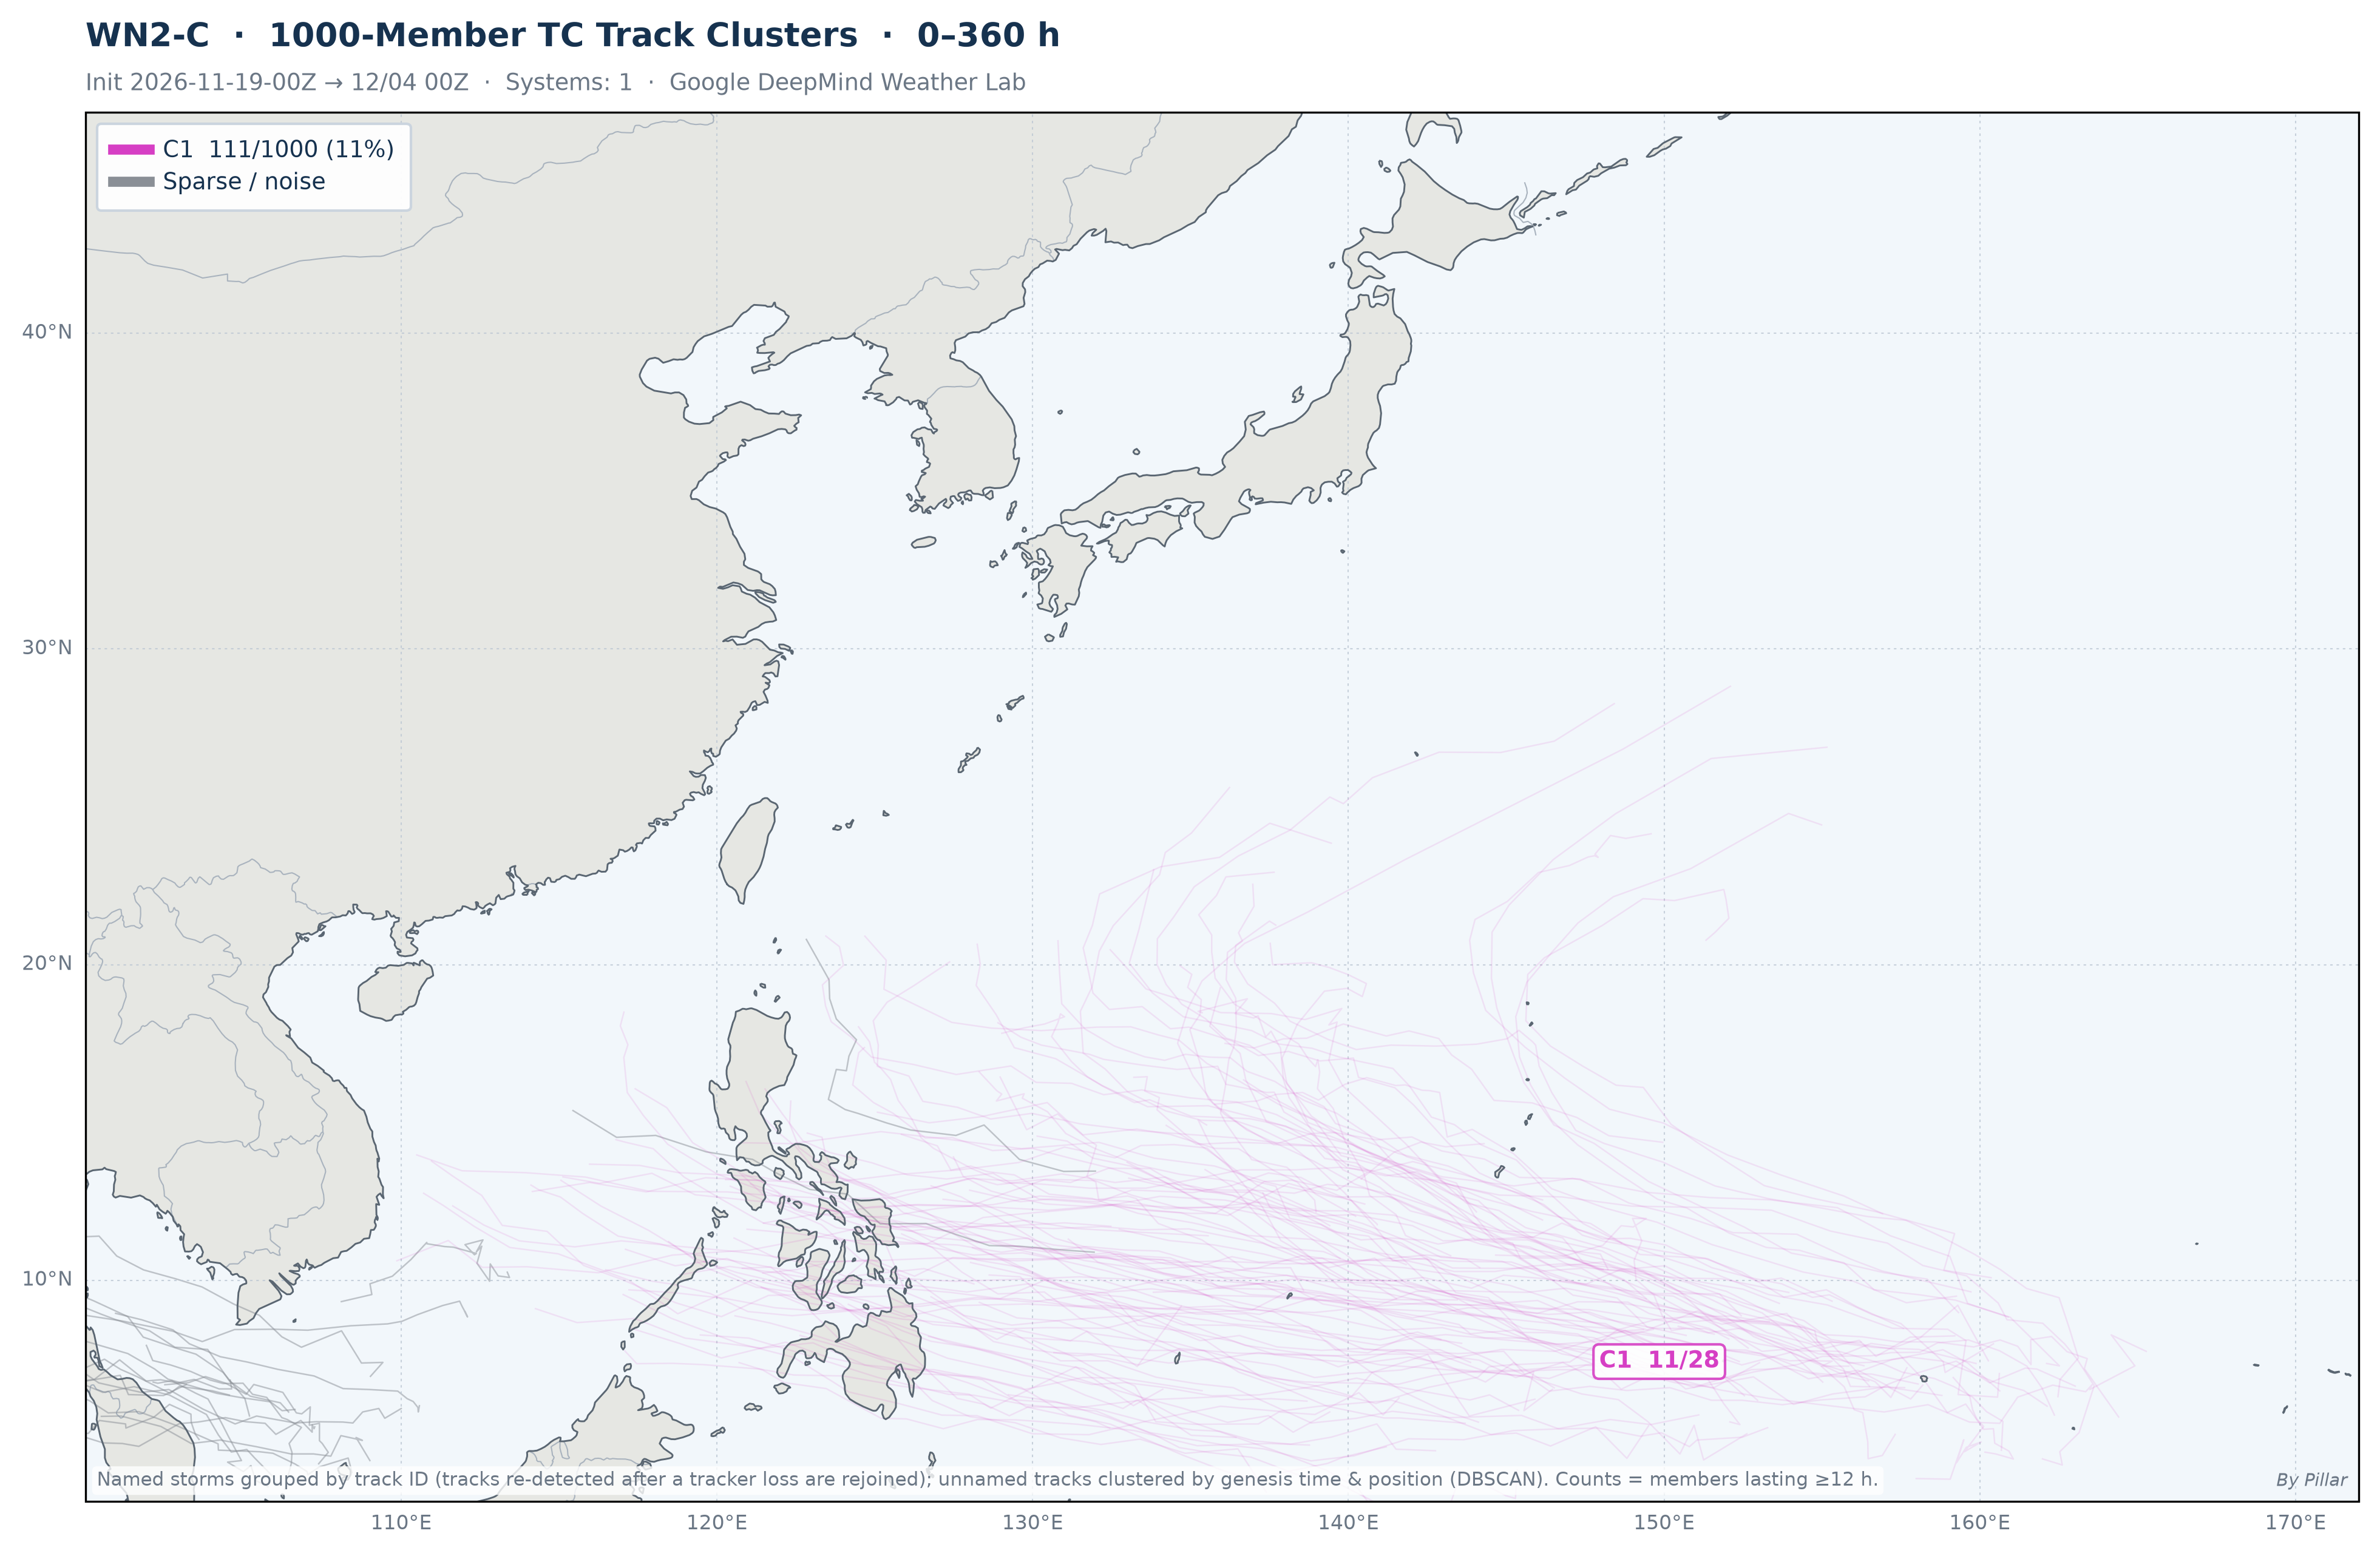 WN2-C · 1000-Member TC Track Clusters · 0–360 h
Init 2026-11-19-00Z → 12/04 00Z · Systems: 1 · Google DeepMind Weather Lab
C1 111/1000 (11%)
Sparse / noise
40°N
30°N
20°N
10°N
C1 11/28
Named storms grouped by track ID (tracks re-detected after a tracker loss are rejoined); unnamed tracks clustered by genesis time & position (DBSCAN). Counts = members lasting ≥12 h.
By Pillar
110°E
120°E
130°E
140°E
150°E
160°E
170°E